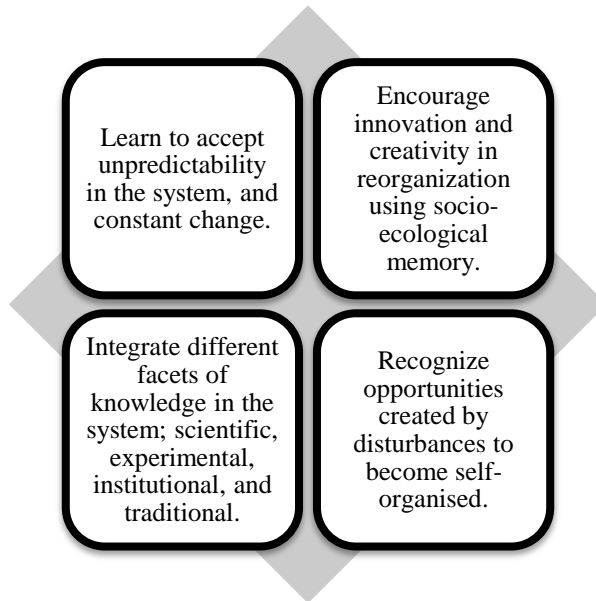 Learn to accept
unpredictability
in the system, and
constant change.
Encourage
innovation and
creativity in
reorganization
using socio-
ecological
memory.
Integrate different
facets of
knowledge in the
system; scientific,
experimental,
institutional, and
traditional.
Recognize
opportunities
created by
disturbances to
become self-
organised.